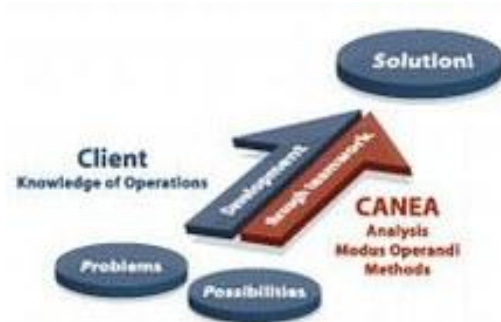 Solution!
Development
through teamwork
Client
Knowledge of Operations
CANEA
Analysis
Modus Operandi
Methods
Problems
Possibilities